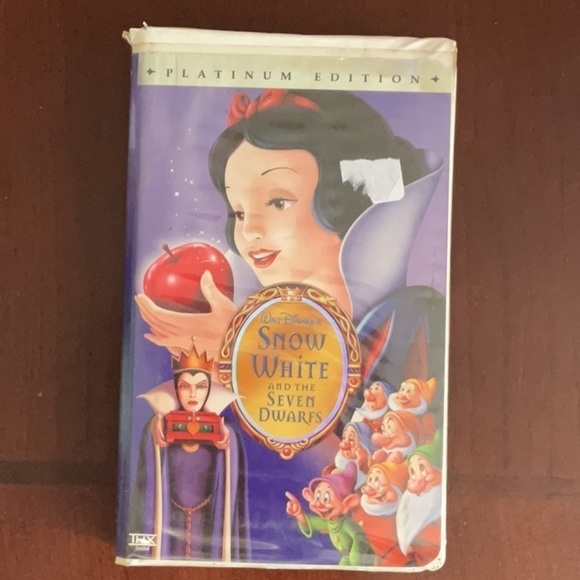 PLATINUM EDITION
WALT DISNEY'S
SNOW
WHITE
AND THE
SEVEN
DWARFS
THX